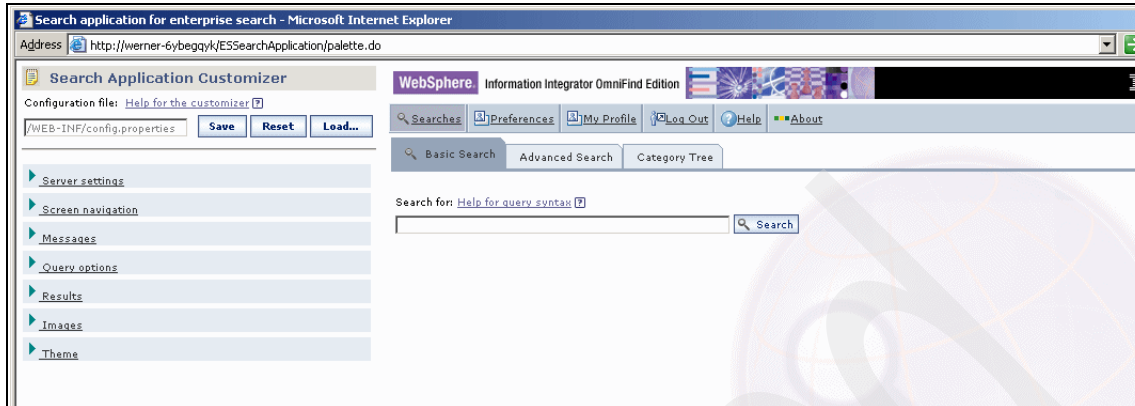 Search application for enterprise search - Microsoft Internet Explorer
Address http://werner-6ybegqyk/ESSearchApplication/palette.do
Search Application Customizer
Configuration file: Help for the customizer ?
/WEB-INF/config.properties Save Reset Load...
Server settings
Screen navigation
Messages
Query options
Results
Images
Theme
WebSphere. Information Integrator OmniFind Edition
Searches Preferences My Profile Log Out Help About
Basic Search Advanced Search Category Tree
Search for: Help for query syntax ?
Search